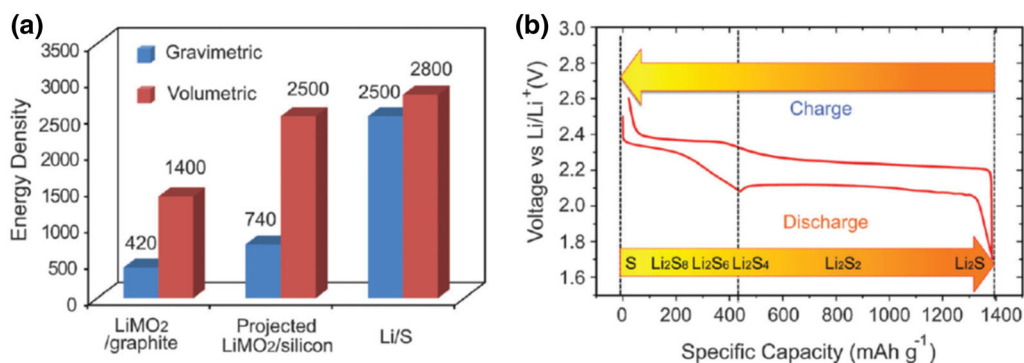 (a)
3500
3000
2500
2000
1500
1000
500
0
Energy Density
Gravimetric
Volumetric
420
1400
740
2500
2500
2800
LiMO2
/graphite
Projected
LiMO2/silicon
Li/S
(b)
3.0
2.8
2.6
2.4
2.2
2.0
1.8
1.6
Voltage vs Li/Li+(V)
Charge
Discharge
S Li2S8 Li2S6 Li2S4 Li2S2 Li2S
0 200 400 600 800 1000 1200 1400
Specific Capacity (mAh g-1)